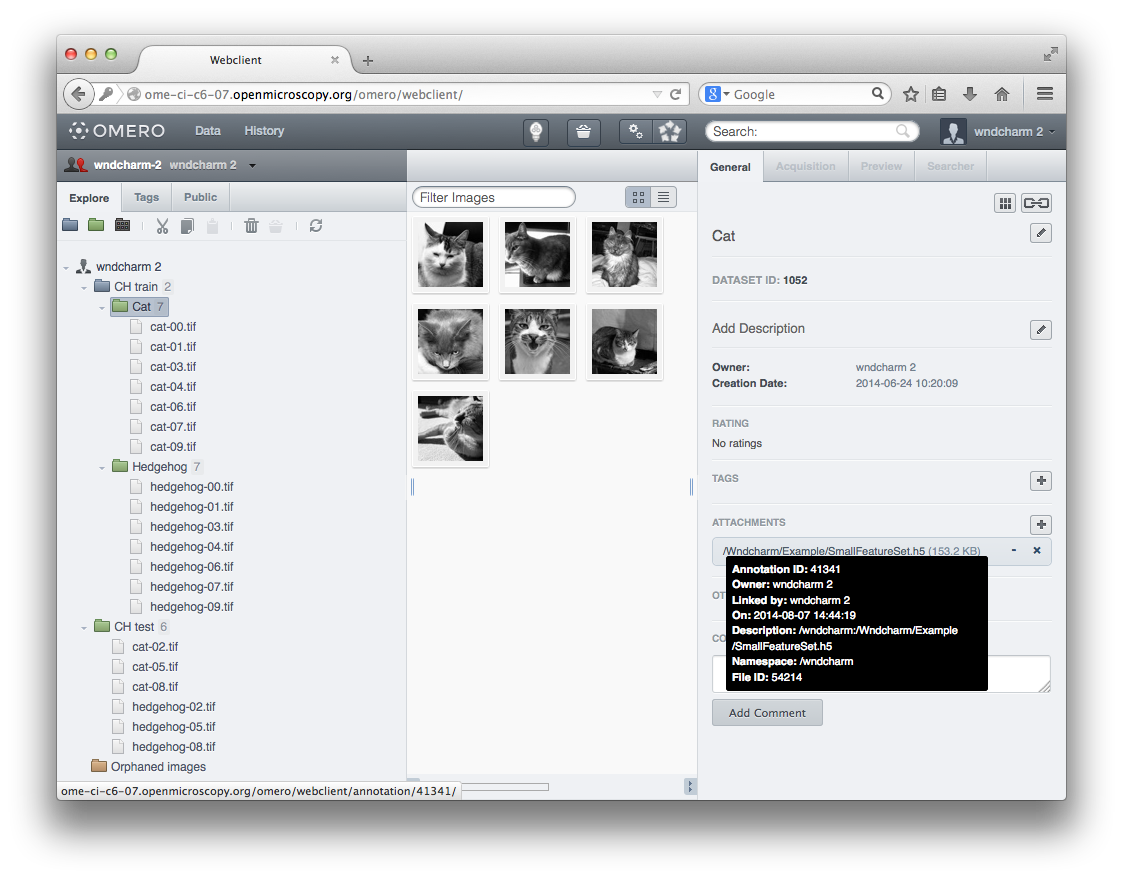 Webclient
ome-ci-c6-07.openmicroscopy.org/omero/webclient/
Google
OMERO Data History
Search:
wndcharm 2
wndcharm-2 wndcharm 2
Explore Tags Public
wndcharm 2
CH train 2
Cat 7
cat-00.tif
cat-01.tif
cat-03.tif
cat-04.tif
cat-06.tif
cat-07.tif
cat-09.tif
Hedgehog 7
hedgehog-00.tif
hedgehog-01.tif
hedgehog-03.tif
hedgehog-04.tif
hedgehog-06.tif
hedgehog-07.tif
hedgehog-09.tif
CH test 6
cat-02.tif
cat-05.tif
cat-08.tif
hedgehog-02.tif
hedgehog-05.tif
hedgehog-08.tif
Orphaned images
ome-ci-c6-07.openmicroscopy.org/omero/webclient/annotation/41341/
Filter Images
General Acquisition Preview Searcher
Cat
DATASET ID: 1052
Add Description
Owner: wndcharm 2
Creation Date: 2014-06-24 10:20:09
RATING
No ratings
TAGS
ATTACHMENTS
/Wndcharm/Example/SmallFeatureSet.h5 (153.2 KB)
Annotation ID: 41341
Owner: wndcharm 2
Linked by: wndcharm 2
On: 2014-08-07 14:44:19
Description: /wndcharm:/Wndcharm/Example
/SmallFeatureSet.h5
Namespace: /wndcharm
File ID: 54214
Add Comment